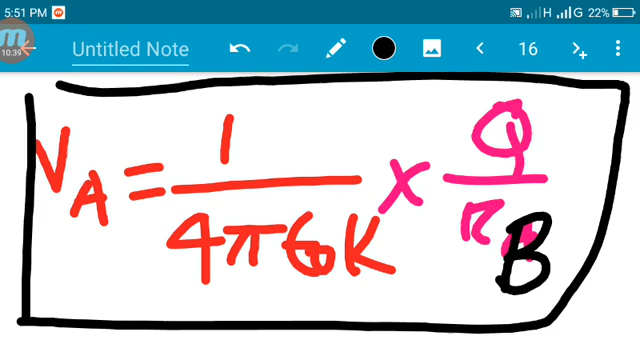 5:51 PM H G 22%
m 10:39 Untitled Note 16
V_A = 1/(4πϵ₀K) × Q/r_B